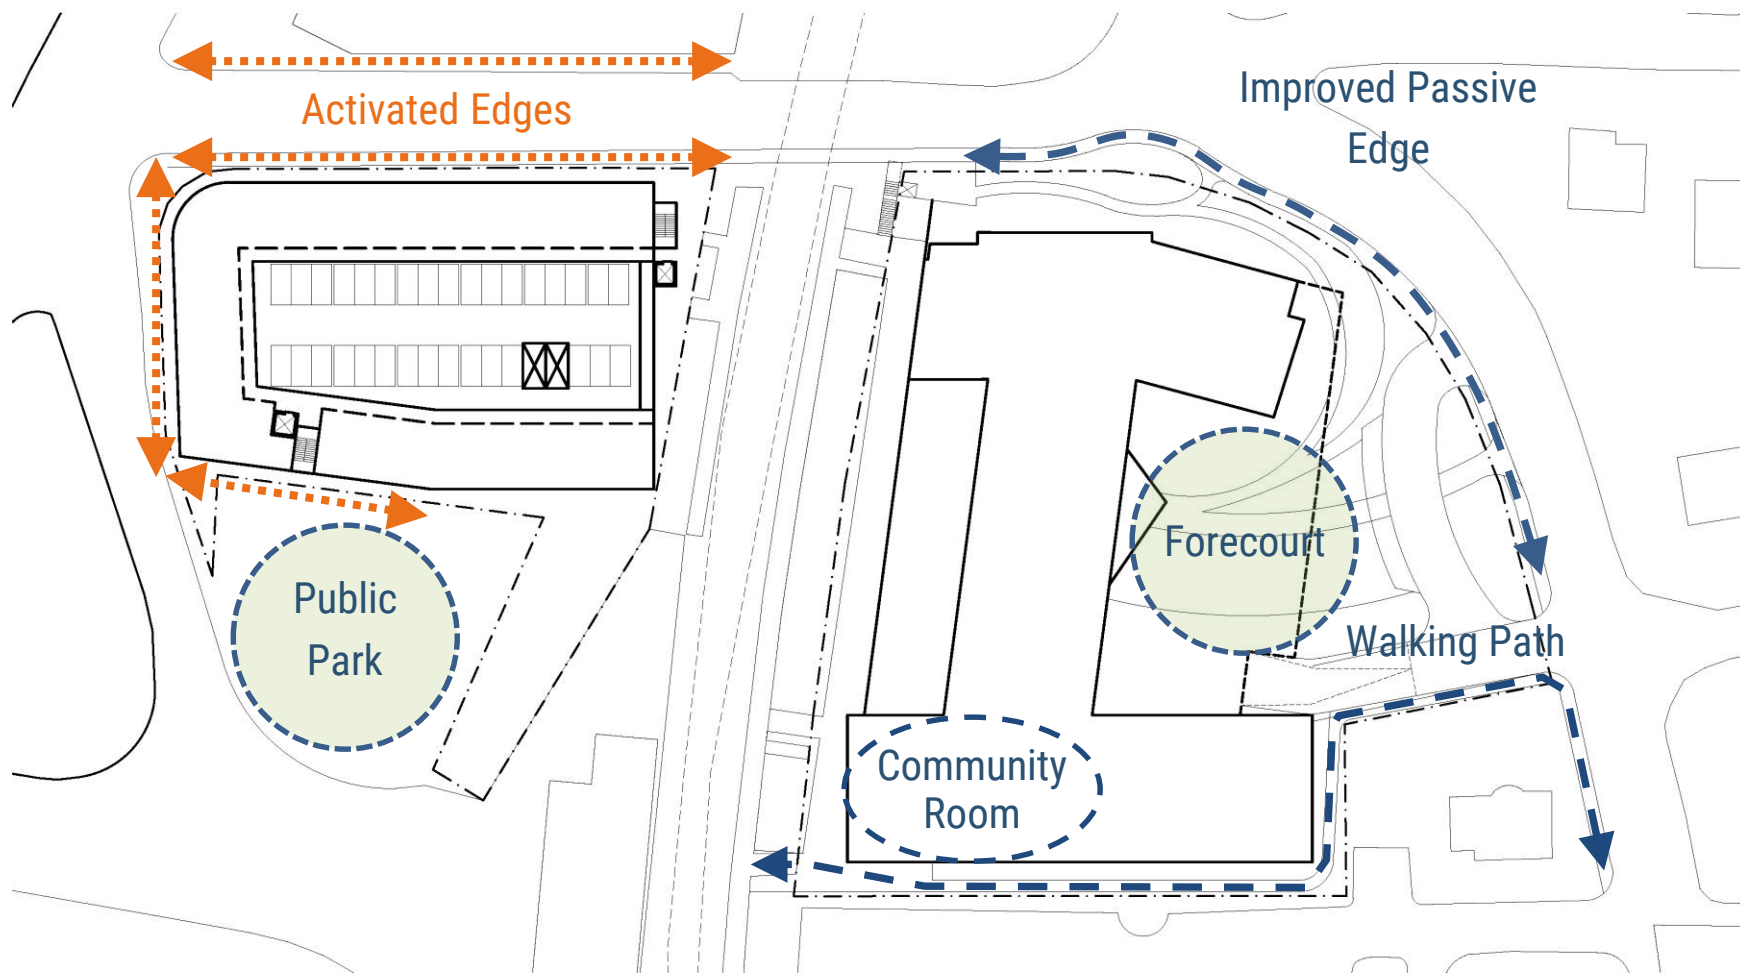 Activated Edges
Improved Passive
Edge
Public
Park
Forecourt
Walking Path
Community
Room